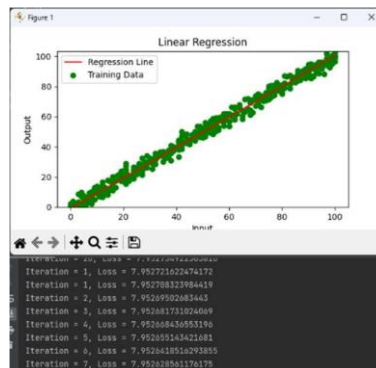 Figure 1
Linear Regression
Regression Line
Training Data
Output
100
80
60
40
20
0
0 20 40 60 80 100
Input
Iteration = 1, Loss = 7.952721622474172
Iteration = 1, Loss = 7.952708323984419
Iteration = 2, Loss = 7.95269502683443
Iteration = 3, Loss = 7.952681731024069
Iteration = 4, Loss = 7.952668436553196
Iteration = 5, Loss = 7.952655143421681
Iteration = 6, Loss = 7.952641851629385
Iteration = 7, Loss = 7.952628561176175